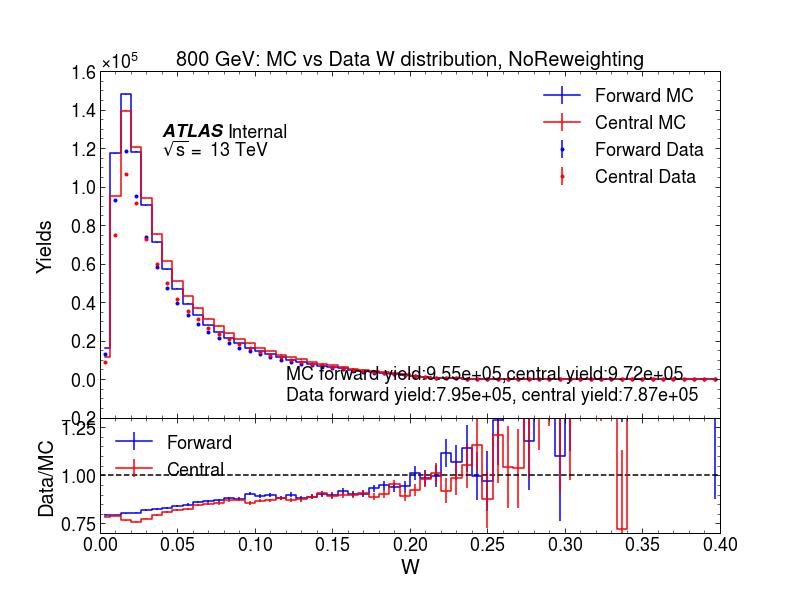 800 GeV: MC vs Data W distribution, NoReweighting
×10⁵
1.6
1.4
1.2
1.0
0.8
0.6
0.4
0.2
0.0
0.2
Yields
ATLAS Internal
√s = 13 TeV
Forward MC
Central MC
Forward Data
Central Data
MC forward yield:9.55e+05 central yield:9.72e+05
Data forward yield:7.95e+05, central yield:7.87e+05
1.25
1.00
0.75
Data/MC
Forward
Central
0.00 0.05 0.10 0.15 0.20 0.25 0.30 0.35 0.40
W